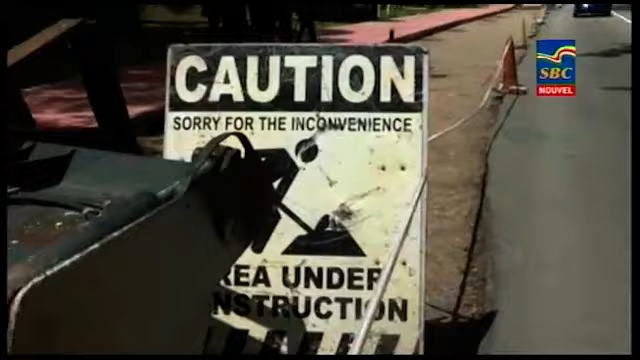 CAUTION
SORRY FOR THE INCONVENIENCE
REA UNDER
NSTRUCTION
SBC
NOUVEL